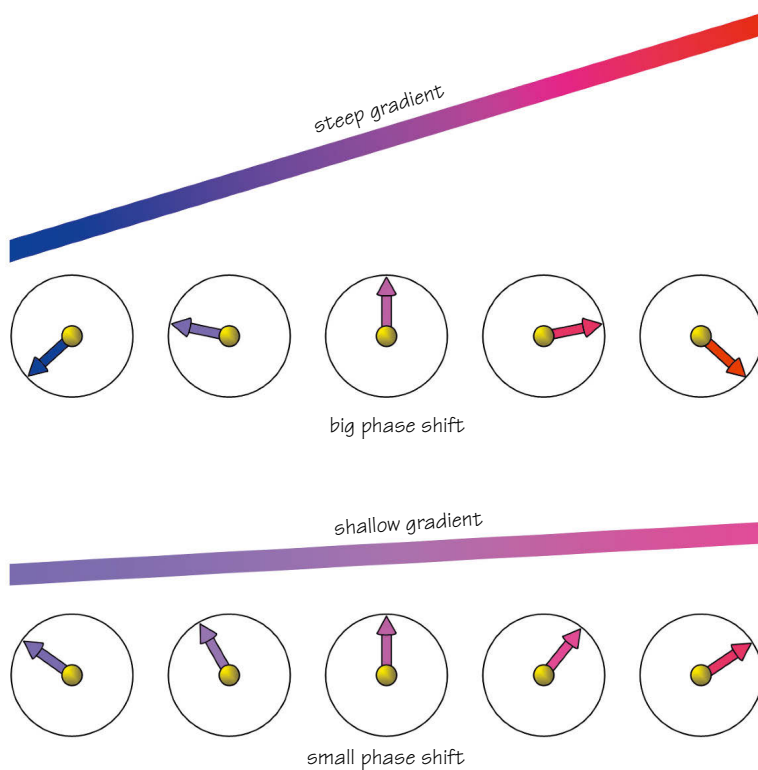 steep gradient
big phase shift
shallow gradient
small phase shift